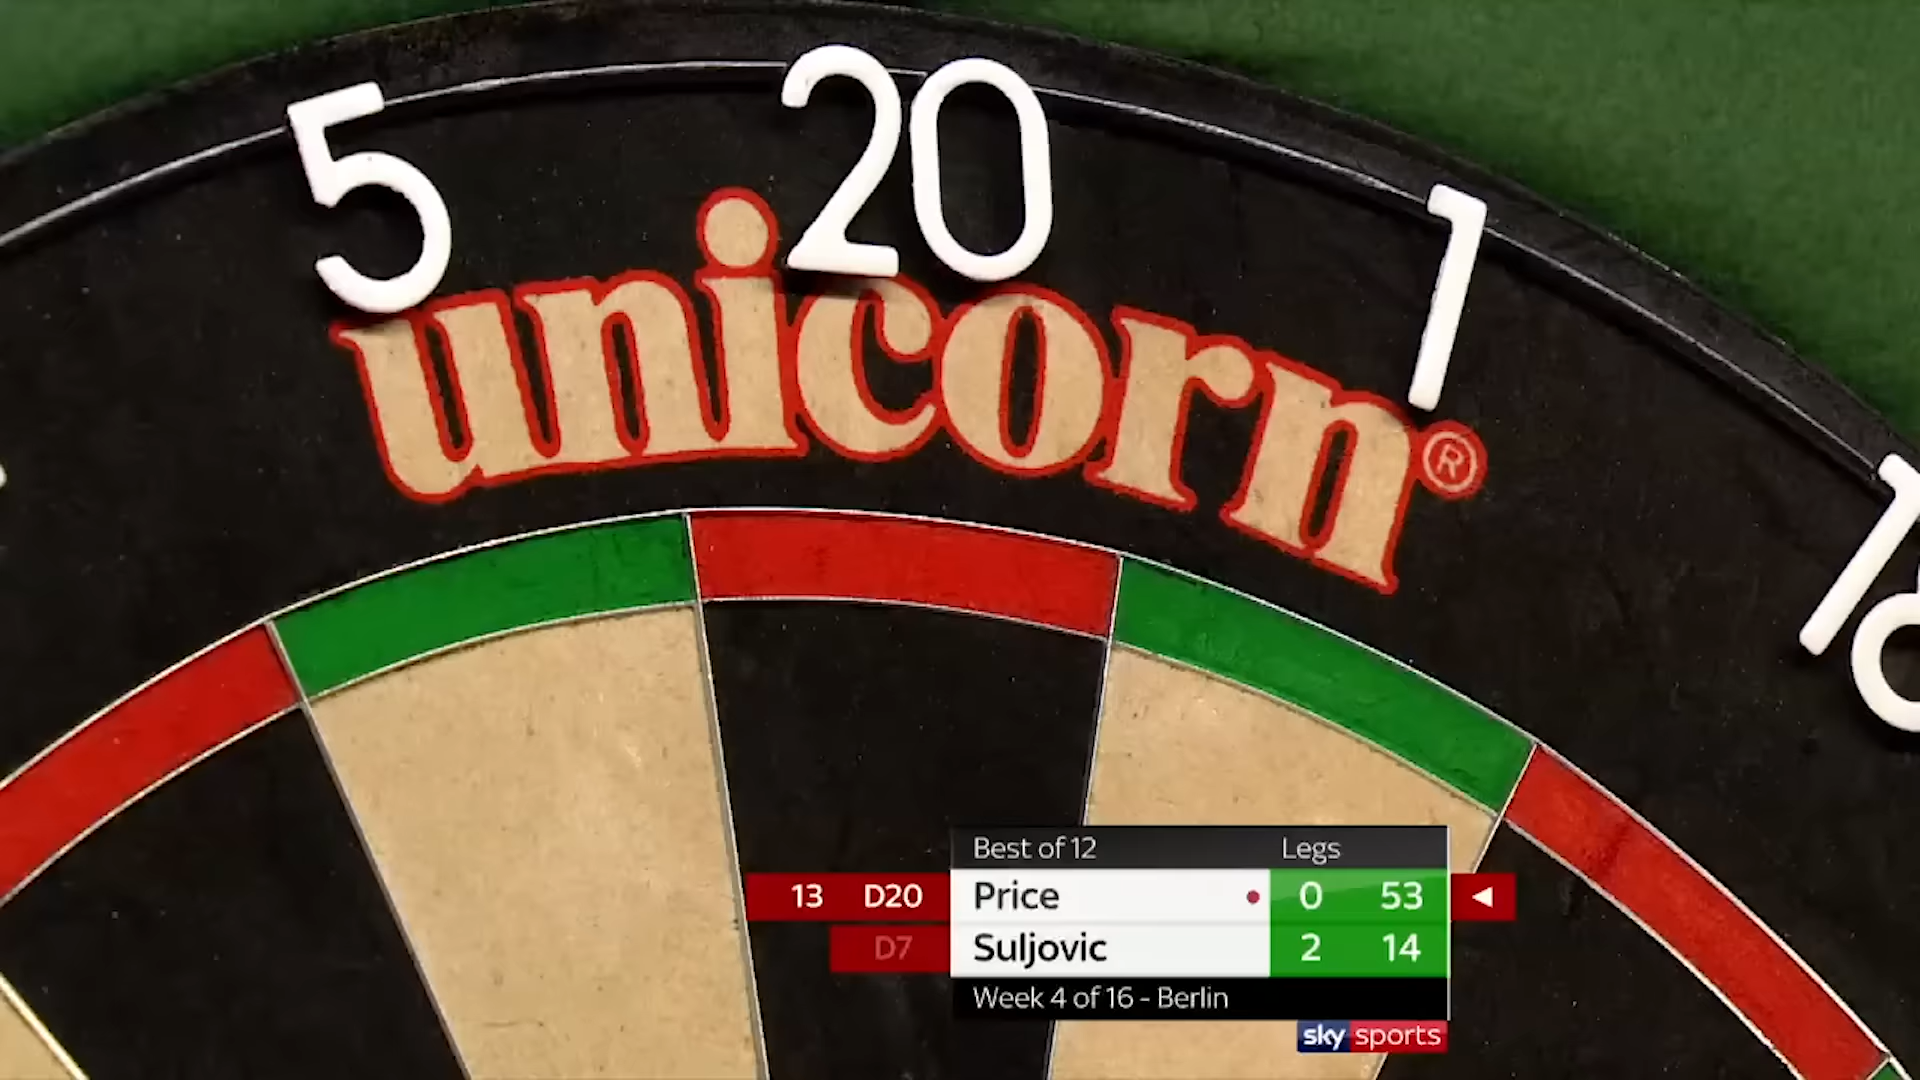 5 20 1 18
unicorn®
Best of 12 Legs
13 D20 Price 0 53
D7 Suljovic 2 14
Week 4 of 16 - Berlin
sky sports